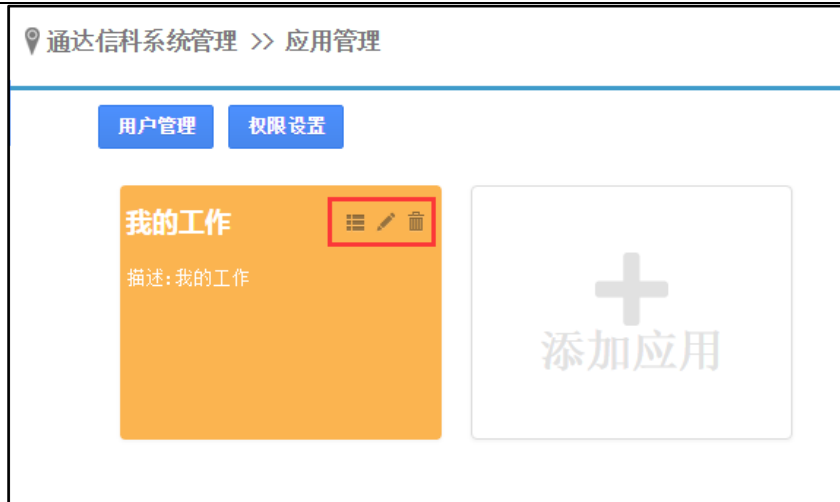 通达信科系统管理 >> 应用管理
用户管理 权限设置
我的工作
描述:我的工作
添加应用